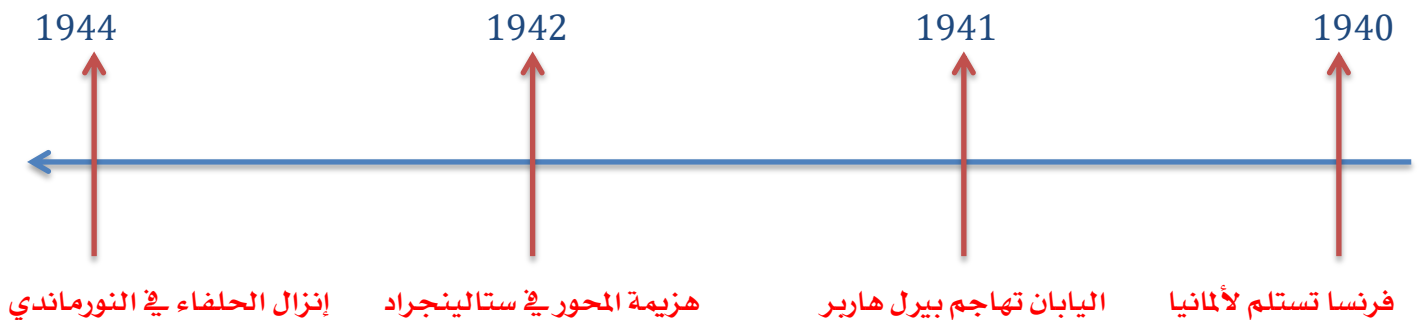 1940 1941 1942 1944
فرنسا تستلم لألمانيا اليابان تهاجم بيرل هاربر هزيمة المحور في ستالينجراد إنزال الحلفاء في النورماندي